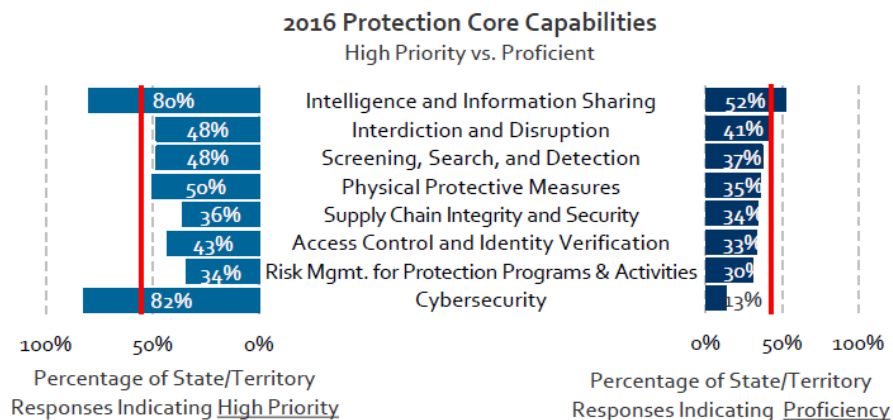 2016 Protection Core Capabilities
High Priority vs. Proficient
80% Intelligence and Information Sharing 52%
48% Interdiction and Disruption 41%
48% Screening, Search, and Detection 37%
50% Physical Protective Measures 35%
36% Supply Chain Integrity and Security 34%
43% Access Control and Identity Verification 33%
34% Risk Mgmt. for Protection Programs & Activities 30%
82% Cybersecurity 13%
100% 50% 0% 0% 50% 100%
Percentage of State/Territory
Responses Indicating High Priority
Percentage of State/Territory
Responses Indicating Proficiency